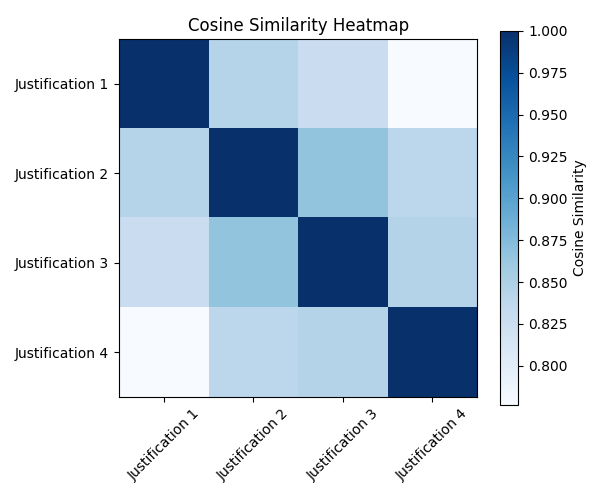 Cosine Similarity Heatmap
Justification 1
Justification 2
Justification 3
Justification 4
Justification 1
Justification 2
Justification 3
Justification 4
1.000
0.975
0.950
0.925
0.900
0.875
0.850
0.825
0.800
Cosine Similarity